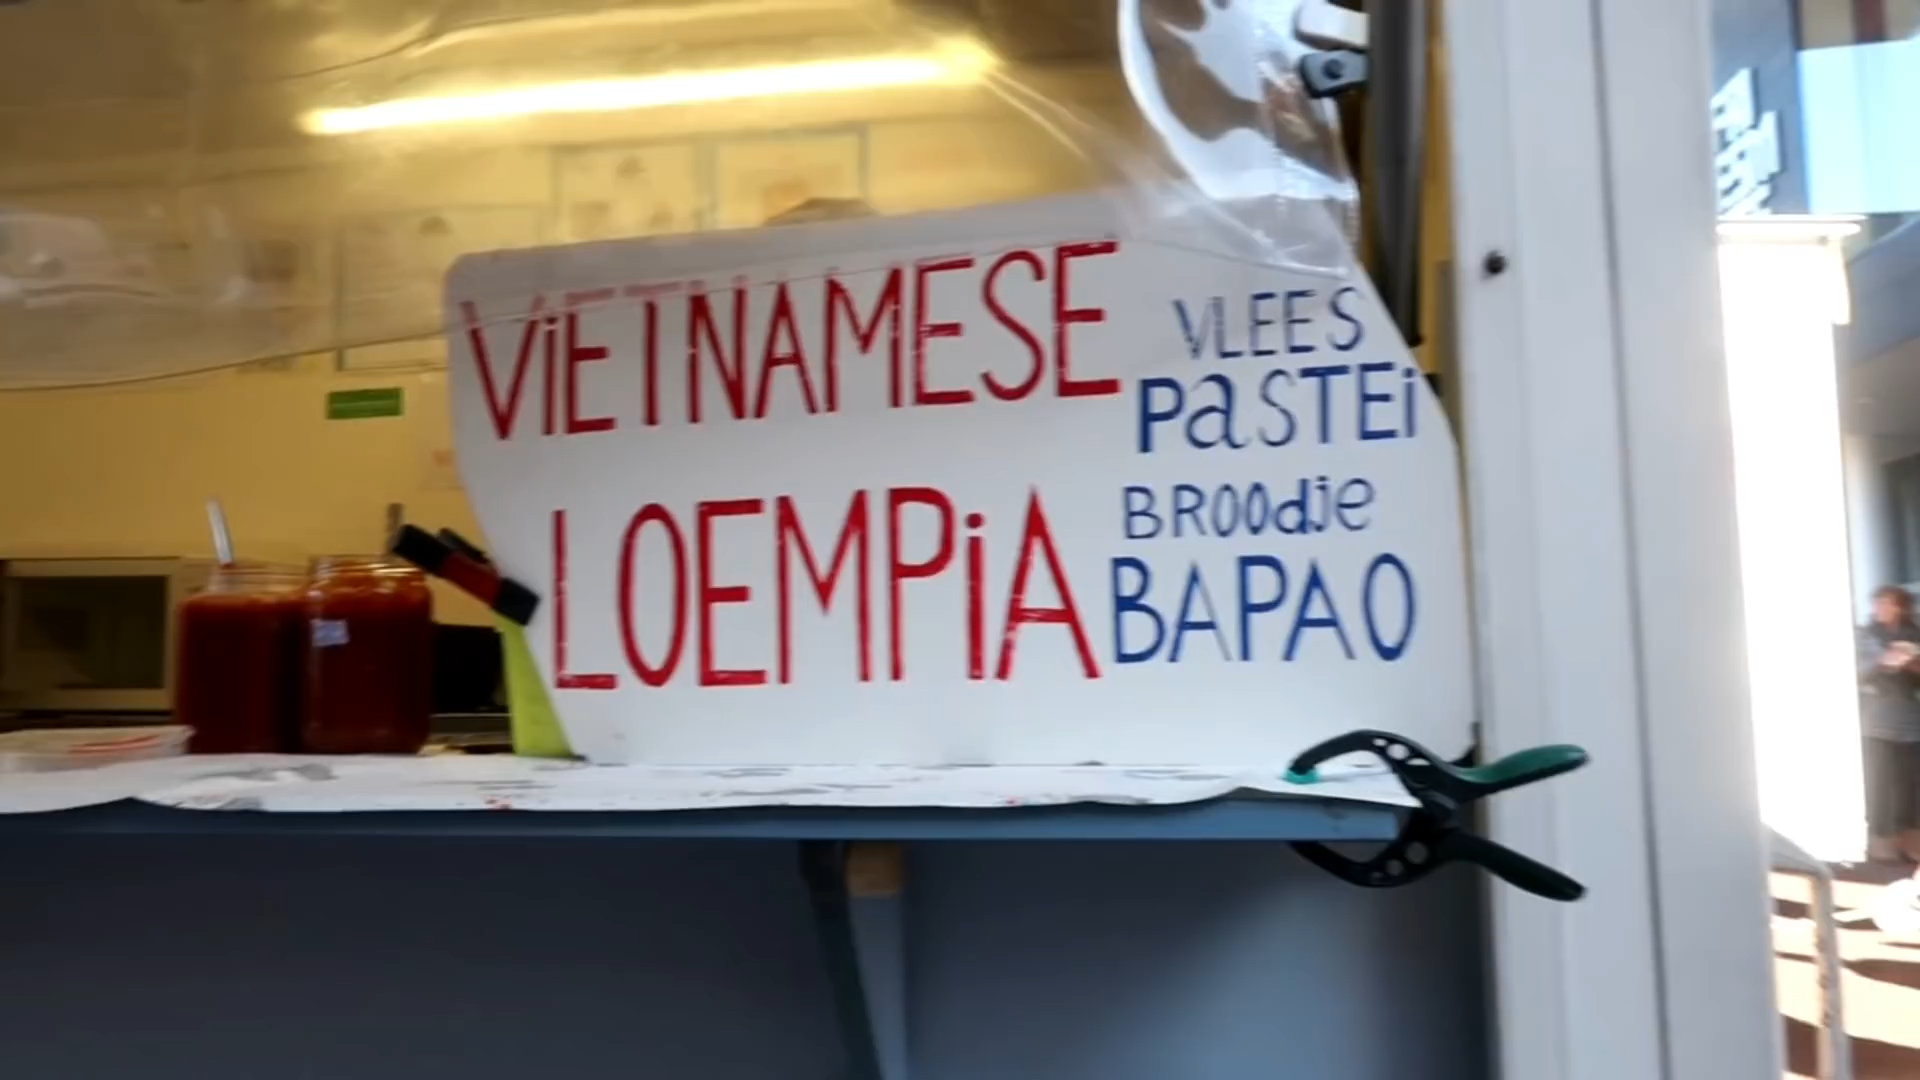 ViETNAMESE
LOEMPiA
VLEES
PaSTEi
BROOdje
BAPAO